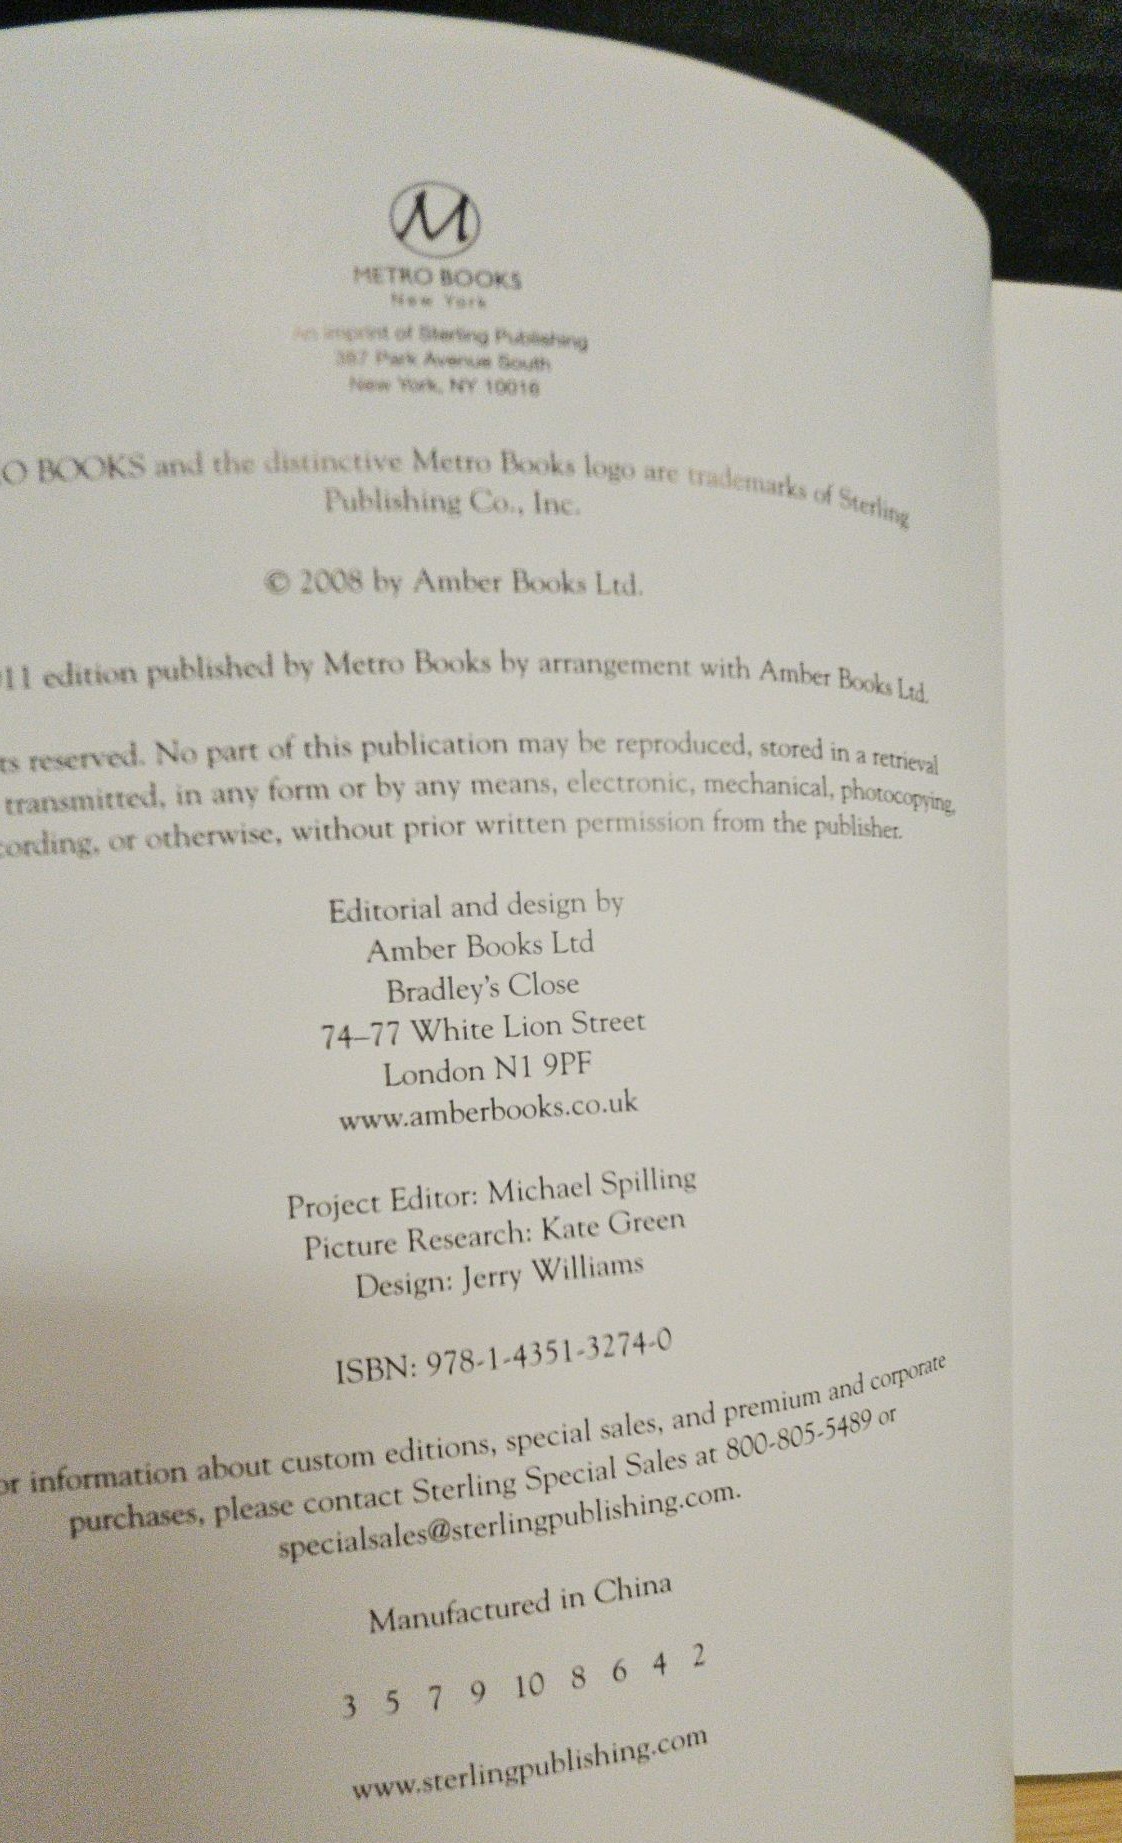 M
METRO BOOKS
New York
An imprint of Sterling Publishing
387 Park Avenue South
New York, NY 10016
O BOOKS and the distinctive Metro Books logo are trademarks of Sterling
Publishing Co., Inc.
© 2008 by Amber Books Ltd.
11 edition published by Metro Books by arrangement with Amber Books Ltd.
ts reserved. No part of this publication may be reproduced, stored in a retrieval
transmitted, in any form or by any means, electronic, mechanical, photocopying,
cording, or otherwise, without prior written permission from the publisher.
Editorial and design by
Amber Books Ltd
Bradley's Close
74–77 White Lion Street
London N1 9PF
www.amberbooks.co.uk
Project Editor: Michael Spilling
Picture Research: Kate Green
Design: Jerry Williams
ISBN: 978-1-4351-3274-0
or information about custom editions, special sales, and premium and corporate
purchases, please contact Sterling Special Sales at 800-805-5489 or
specialsales@sterlingpublishing.com.
Manufactured in China
3 5 7 9 10 8 6 4 2
www.sterlingpublishing.com